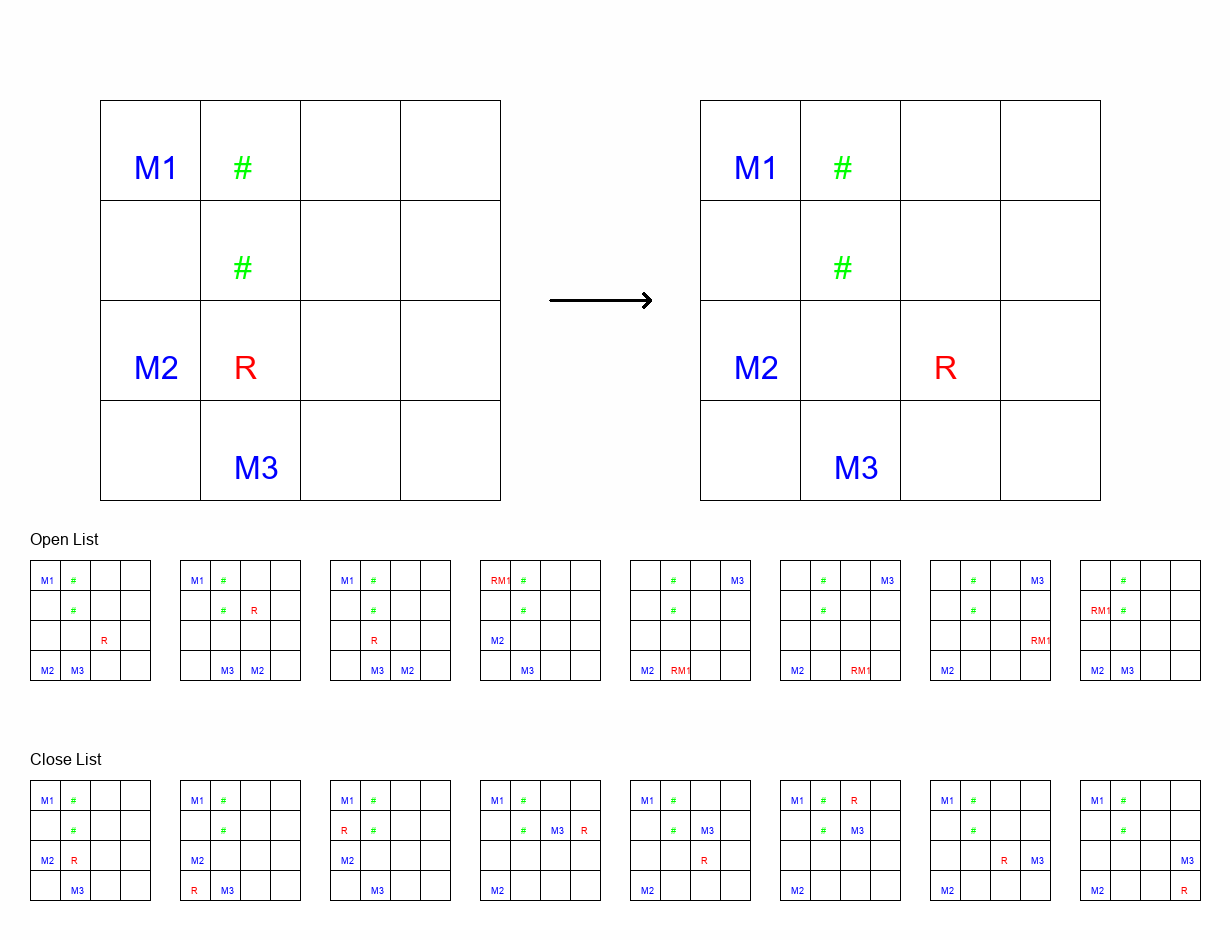 M1 # M1 #
# #
M2 R M2 R
M3 M3
Open List
M1 # M1 # M1 # RM1 # # M3 # M3 # M3 #
# # R # # # # # RM1 #
R R M2 RM1
M2 M3 M3 M2 M3 M2 M3 M2 RM1 M2 RM1 M2 M2 M3
Close List
M1 # M1 # M1 # M1 # M1 # M1 # R M1 # M1 #
# # R # # M3 R # M3 # M3 # #
M2 R M2 M2 R R M3 M3
M3 R M3 M3 M2 M2 M2 M2 M2 R